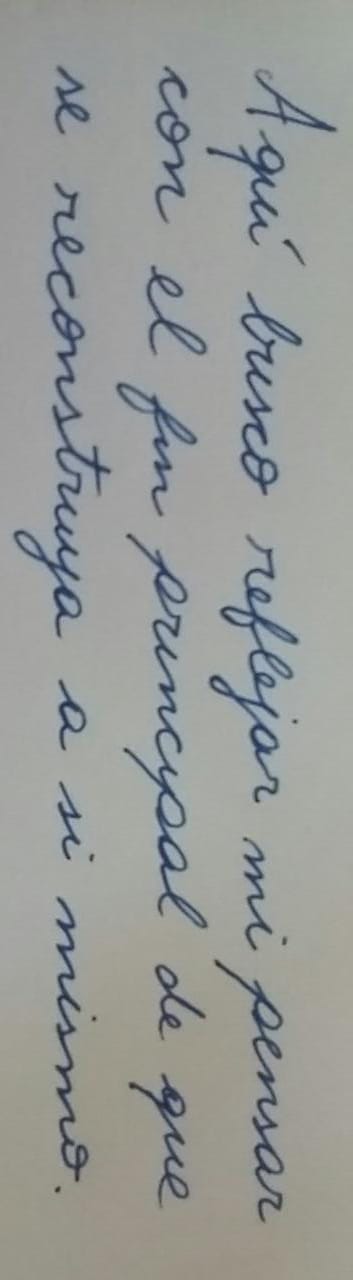 Aquí busco reflejar mi pensar
con el fin principal de que
se reconstruya a si mismo.